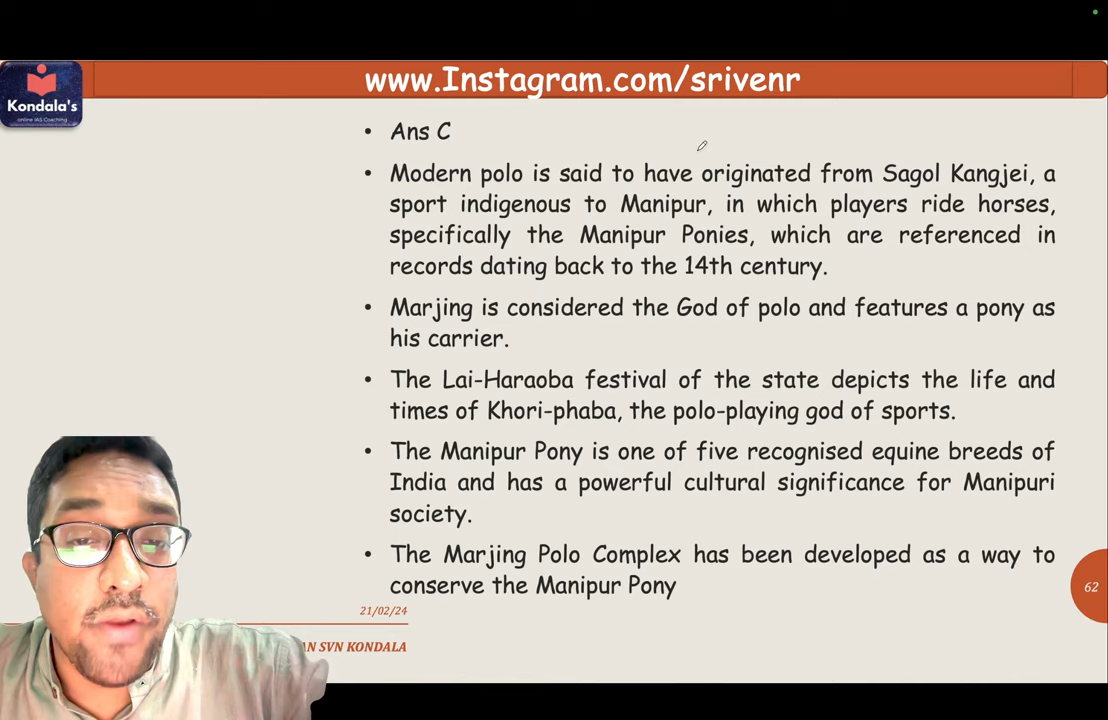 www.Instagram.com/srivenr
Kondala's
online IAS Coaching
• Ans C
• Modern polo is said to have originated from Sagol Kangjei, a
sport indigenous to Manipur, in which players ride horses,
specifically the Manipur Ponies, which are referenced in
records dating back to the 14th century.
• Marjing is considered the God of polo and features a pony as
his carrier.
• The Lai-Haraoba festival of the state depicts the life and
times of Khori-phaba, the polo-playing god of sports.
• The Manipur Pony is one of five recognised equine breeds of
India and has a powerful cultural significance for Manipuri
society.
• The Marjing Polo Complex has been developed as a way to
conserve the Manipur Pony
62
21/02/24
SVN KONDALA